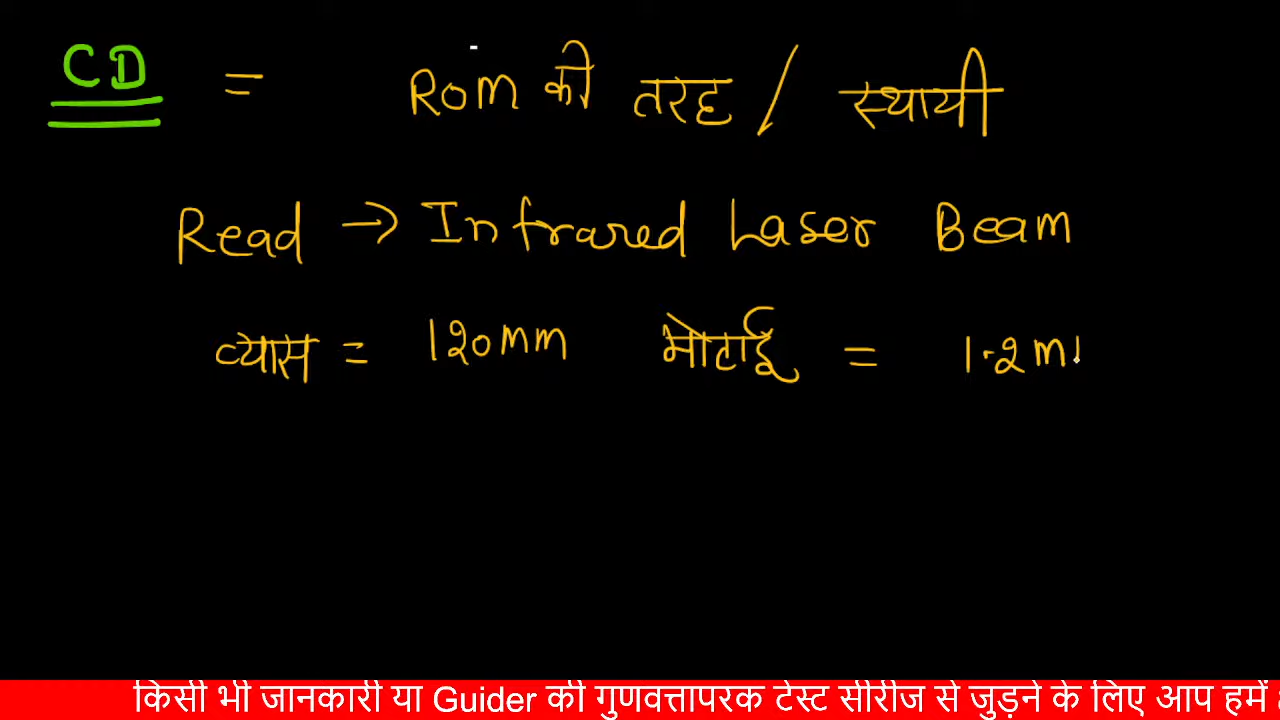 CD = Rom की तरह / स्थायी
Read → Infrared Laser Beam
व्यास = 120mm मोटाई = 1.2m
किसी भी जानकारी या Guider की गुणवत्तापरक टेस्ट सीरीज से जुड़ने के लिए आप हमें